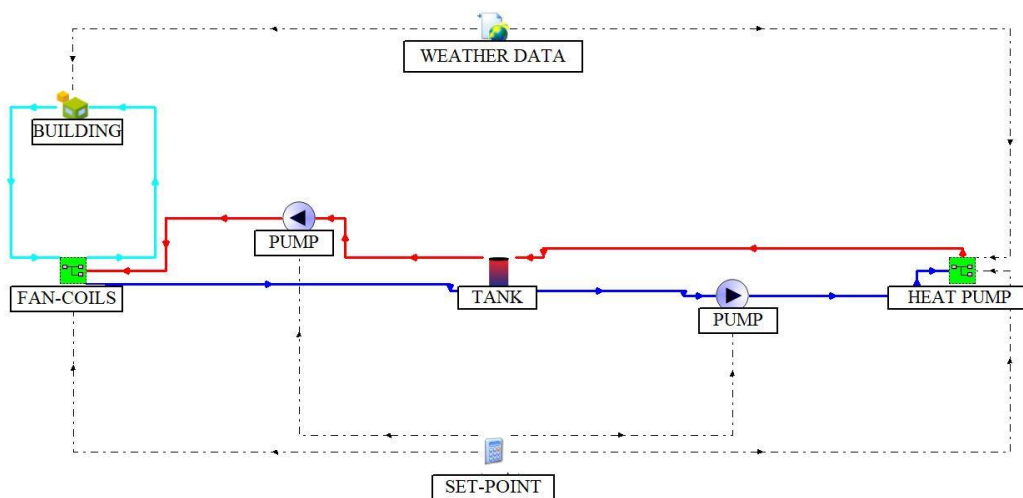 WEATHER DATA
BUILDING
PUMP
FAN-COILS
TANK
HEAT PUMP
PUMP
SET-POINT